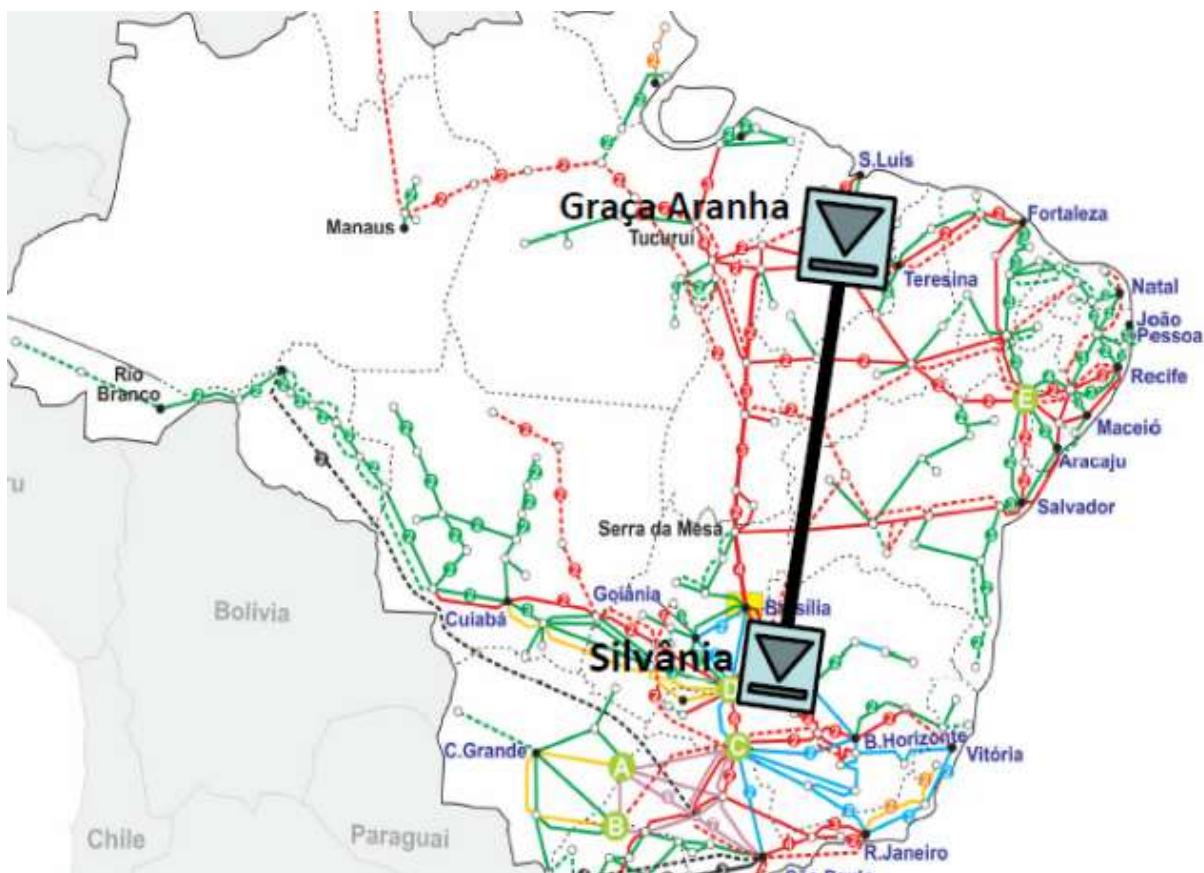 S.Luis
Graça Aranha
Fortaleza
Manaus
Tucuruí
Teresina
Natal
João
Pessoa
Rio
Branco
Recife
E
Maceió
Aracaju
Salvador
Serra da Mesa
Bolivia
Goiânia
Brasília
Cuiabá
Silvânia
D
C.Grande
C
B.Horizonte
Vitória
A
B
Chile
Paraguai
R.Janeiro